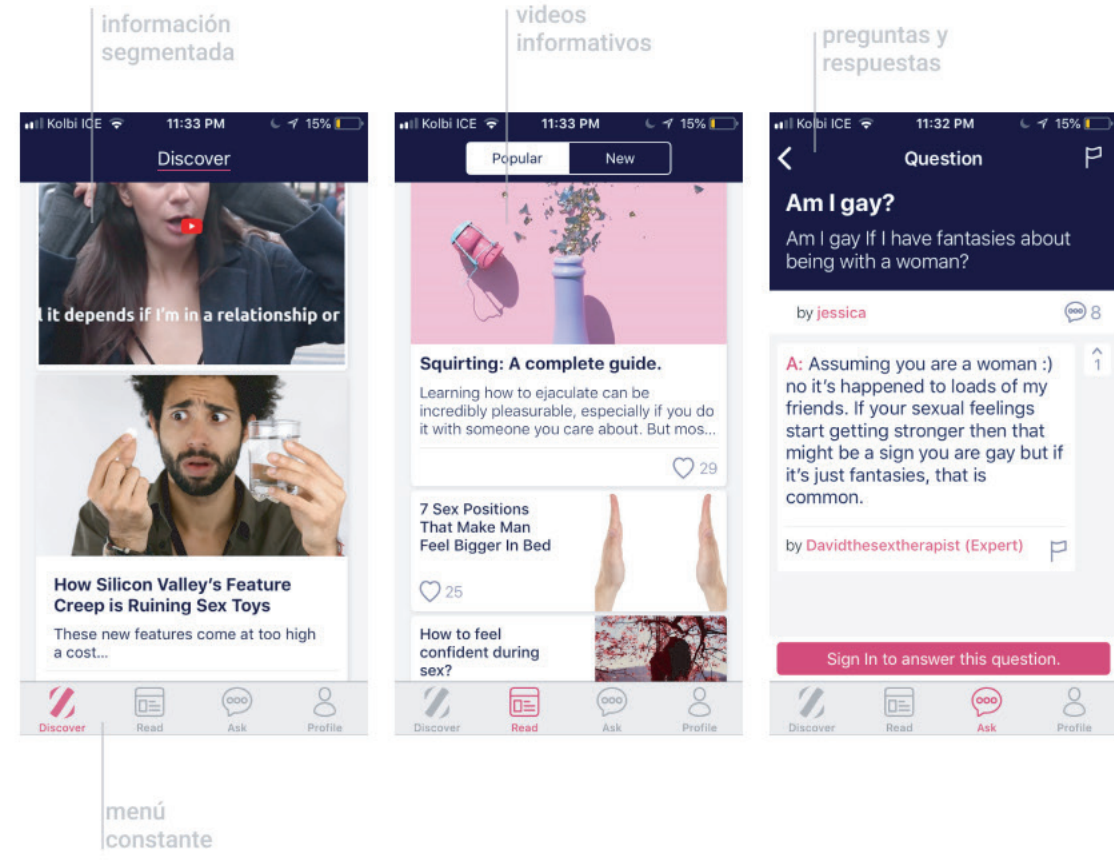 información
segmentada
videos
informativos
preguntas y
respuestas
Kolbi ICE 11:33 PM 15%
Discover
l it depends if I'm in a relationship or
How Silicon Valley's Feature
Creep is Ruining Sex Toys
These new features come at too high
a cost...
Discover Read Ask Profile
Kolbi ICE 11:33 PM 15%
Popular New
Squirting: A complete guide.
Learning how to ejaculate can be
incredibly pleasurable, especially if you do
it with someone you care about. But mos...
29
7 Sex Positions
That Make Man
Feel Bigger In Bed
25
How to feel
confident during
sex?
Discover Read Ask Profile
Kolbi ICE 11:32 PM 15%
Question
Am I gay?
Am I gay If I have fantasies about
being with a woman?
by jessica 8
A: Assuming you are a woman :)
no it's happened to loads of my
friends. If your sexual feelings
start getting stronger then that
might be a sign you are gay but if
it's just fantasies, that is
common.
1
by Davidthesextherapist (Expert)
Sign In to answer this question.
Discover Read Ask Profile
menú
constante